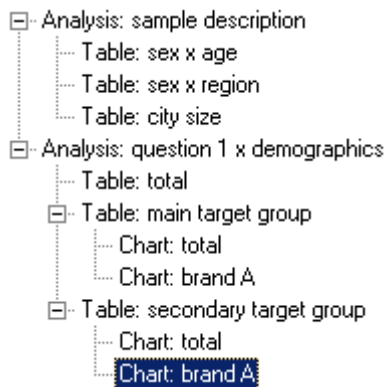 Analysis: sample description
Table: sex x age
Table: sex x region
Table: city size
Analysis: question 1 x demographics
Table: total
Table: main target group
Chart: total
Chart: brand A
Table: secondary target group
Chart: total
Chart: brand A